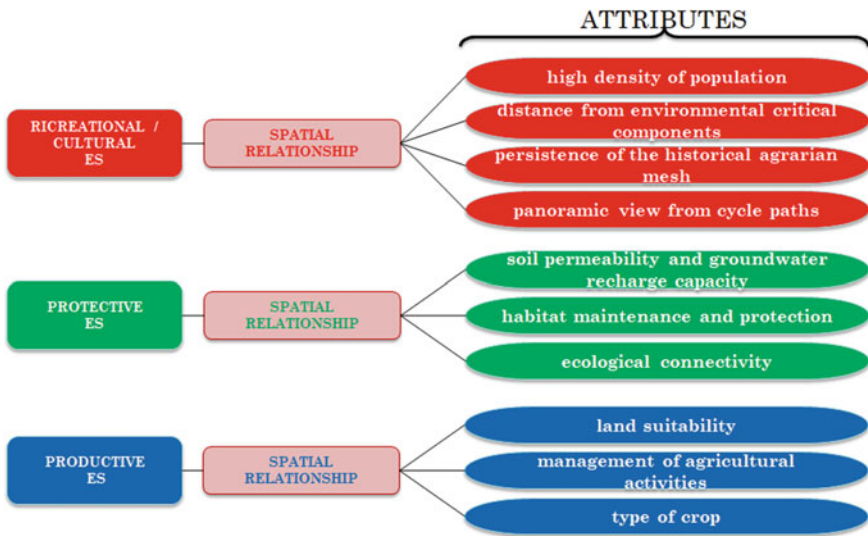 ATTRIBUTES
RICREATIONAL /
CULTURAL
ES
SPATIAL
RELATIONSHIP
high density of population
distance from environmental critical
components
persistence of the historical agrarian
mesh
panoramic view from cycle paths
PROTECTIVE
ES
SPATIAL
RELATIONSHIP
soil permeability and groundwater
recharge capacity
habitat maintenance and protection
ecological connectivity
PRODUCTIVE
ES
SPATIAL
RELATIONSHIP
land suitability
management of agricultural
activities
type of crop